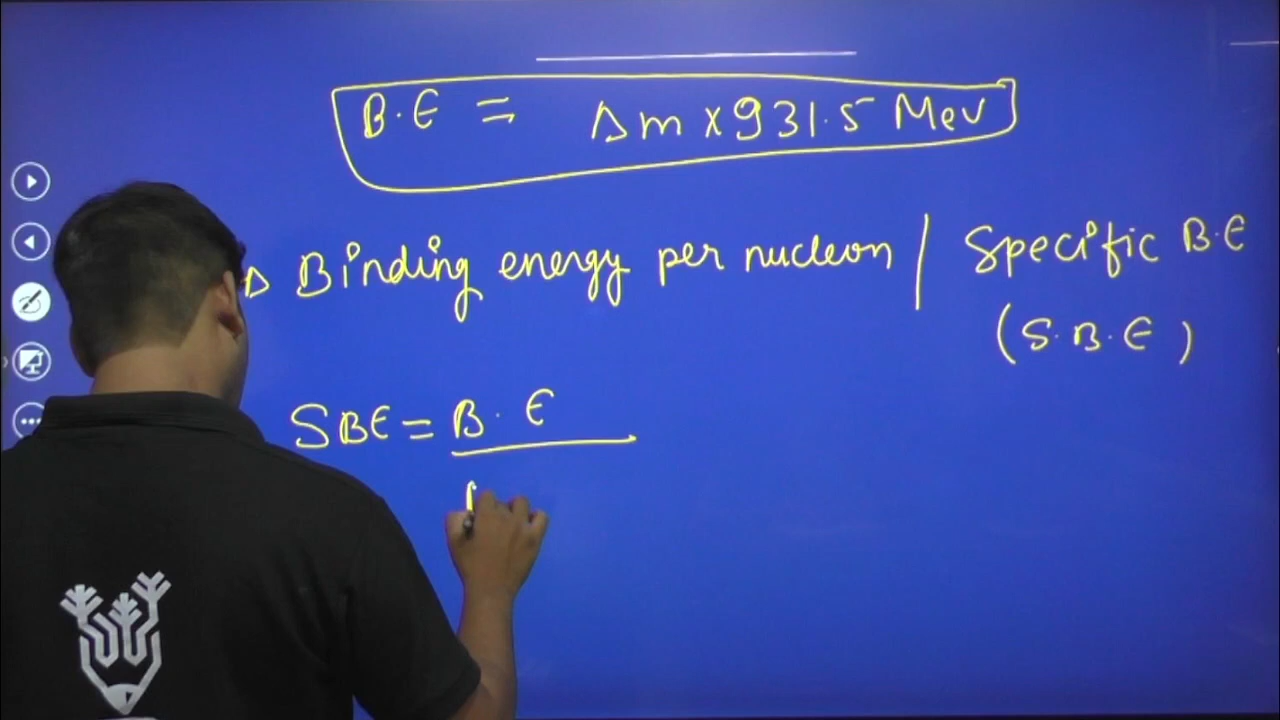 B.E = Δm x 931.5 Mev
Δ Binding energy per nucleon / Specific B.E
(S.B.E)
SBE = B.E